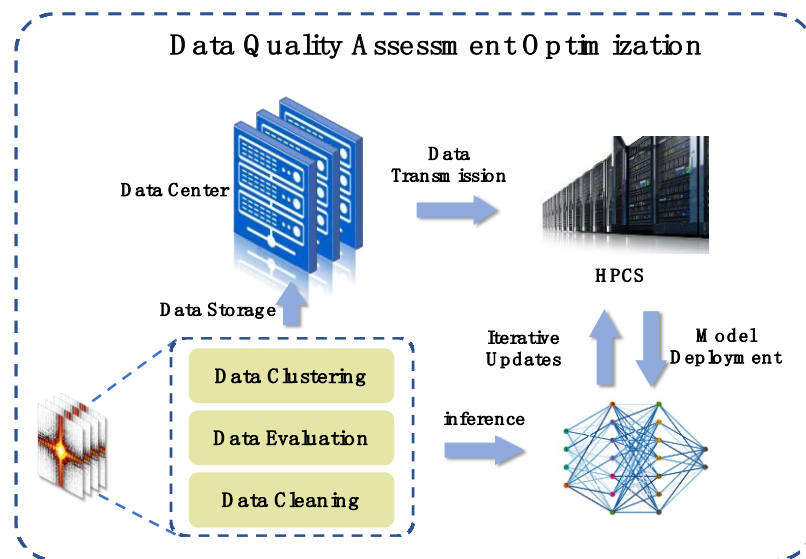 Data Quality Assessment Optimization
Data Center
Data
Transmission
HPCS
Data Storage
Iterative
Updates
Model
Deployment
Data Clustering
Data Evaluation
Data Cleaning
inference